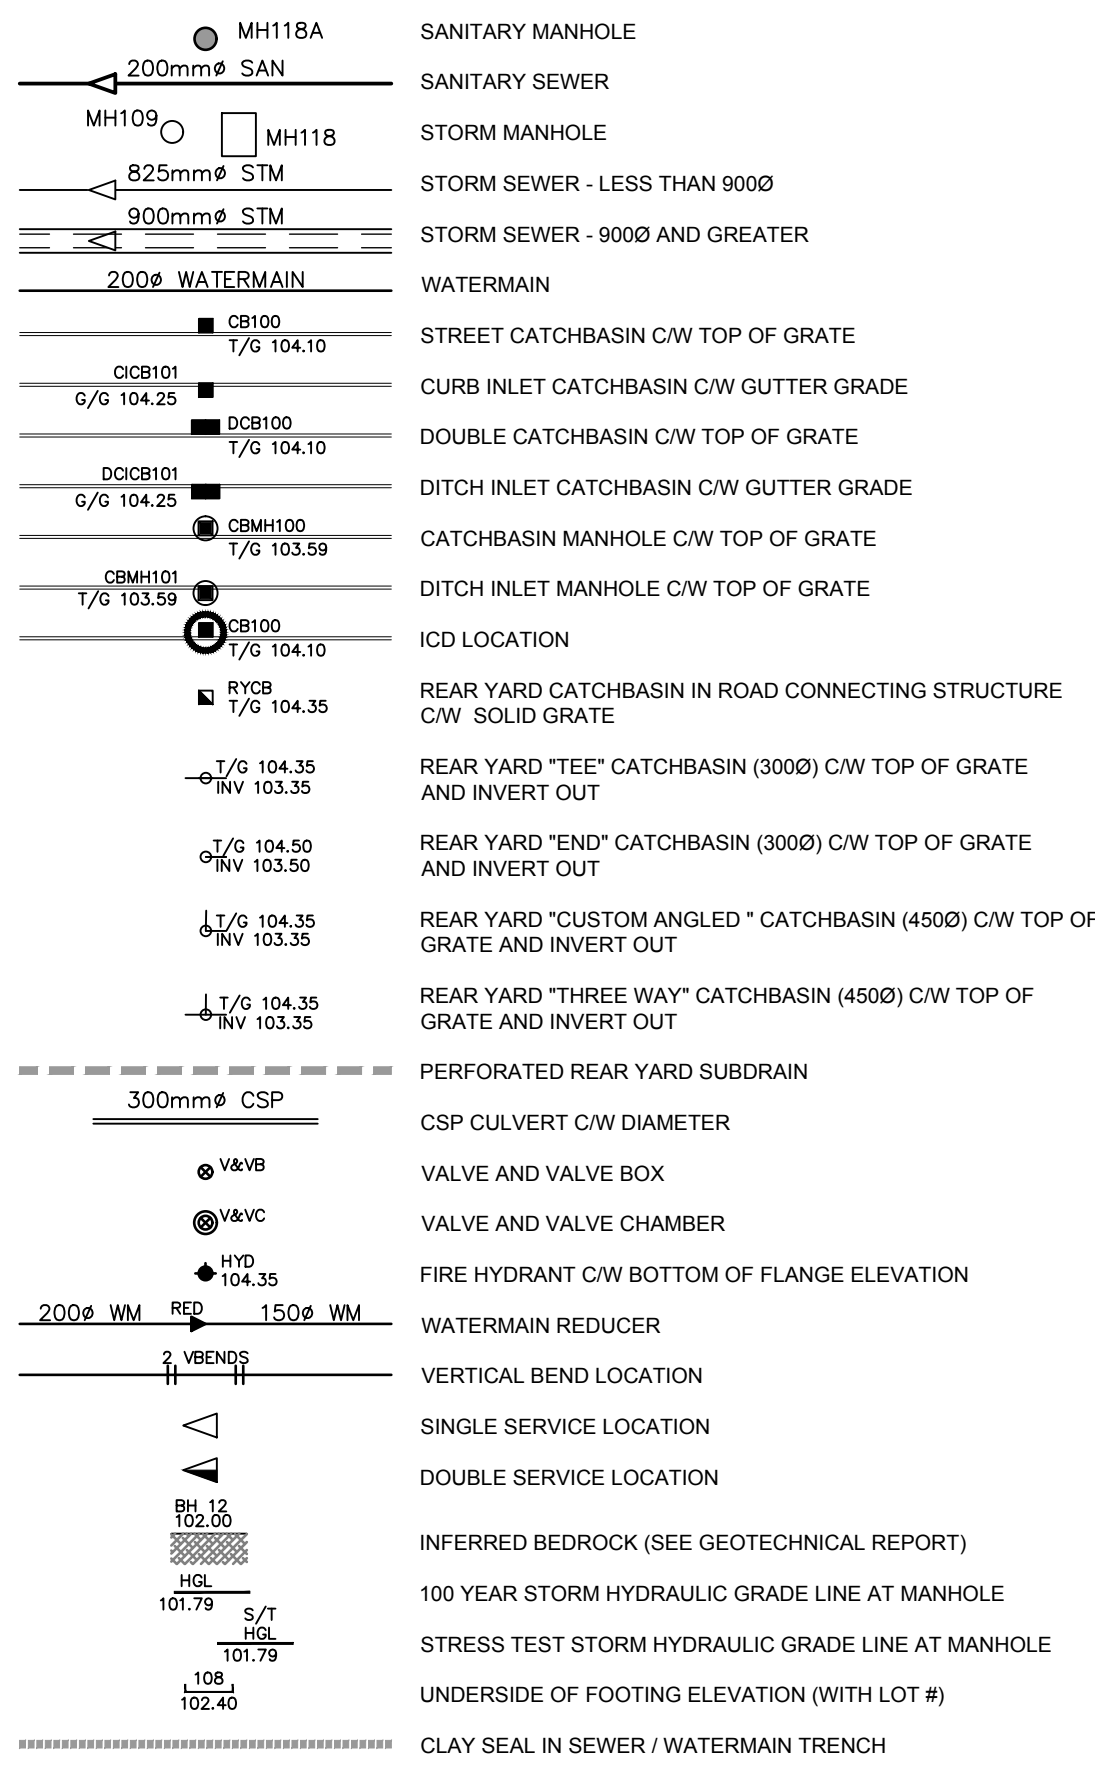 MH118A SANITARY MANHOLE
200mmø SAN SANITARY SEWER
MH109 MH118 STORM MANHOLE
825mmø STM STORM SEWER - LESS THAN 900Ø
900mmø STM STORM SEWER - 900Ø AND GREATER
200ø WATERMAIN WATERMAIN
CB100
T/G 104.10
STREET CATCHBASIN C/W TOP OF GRATE
CICB101
G/G 104.25
CURB INLET CATCHBASIN C/W GUTTER GRADE
DCB100
T/G 104.10
DOUBLE CATCHBASIN C/W TOP OF GRATE
DCICB101
G/G 104.25
DITCH INLET CATCHBASIN C/W GUTTER GRADE
CBMH100
T/G 103.59
CATCHBASIN MANHOLE C/W TOP OF GRATE
CBMH101
T/G 103.59
DITCH INLET MANHOLE C/W TOP OF GRATE
CB100
T/G 104.10
ICD LOCATION
RYCB
T/G 104.35
REAR YARD CATCHBASIN IN ROAD CONNECTING STRUCTURE
C/W SOLID GRATE
T/G 104.35
INV 103.35
REAR YARD "TEE" CATCHBASIN (300Ø) C/W TOP OF GRATE
AND INVERT OUT
T/G 104.50
INV 103.50
REAR YARD "END" CATCHBASIN (300Ø) C/W TOP OF GRATE
AND INVERT OUT
T/G 104.35
INV 103.35
REAR YARD "CUSTOM ANGLED " CATCHBASIN (450Ø) C/W TOP OF
GRATE AND INVERT OUT
T/G 104.35
INV 103.35
REAR YARD "THREE WAY" CATCHBASIN (450Ø) C/W TOP OF
GRATE AND INVERT OUT
PERFORATED REAR YARD SUBDRAIN
300mmø CSP
CSP CULVERT C/W DIAMETER
V&VB VALVE AND VALVE BOX
V&VC VALVE AND VALVE CHAMBER
HYD
104.35
FIRE HYDRANT C/W BOTTOM OF FLANGE ELEVATION
200ø WM RED 150ø WM WATERMAIN REDUCER
2 VBENDS VERTICAL BEND LOCATION
SINGLE SERVICE LOCATION
DOUBLE SERVICE LOCATION
BH 12
102.00
INFERRED BEDROCK (SEE GEOTECHNICAL REPORT)
HGL
101.79
100 YEAR STORM HYDRAULIC GRADE LINE AT MANHOLE
S/T
HGL
101.79
STRESS TEST STORM HYDRAULIC GRADE LINE AT MANHOLE
108
102.40
UNDERSIDE OF FOOTING ELEVATION (WITH LOT #)
CLAY SEAL IN SEWER / WATERMAIN TRENCH